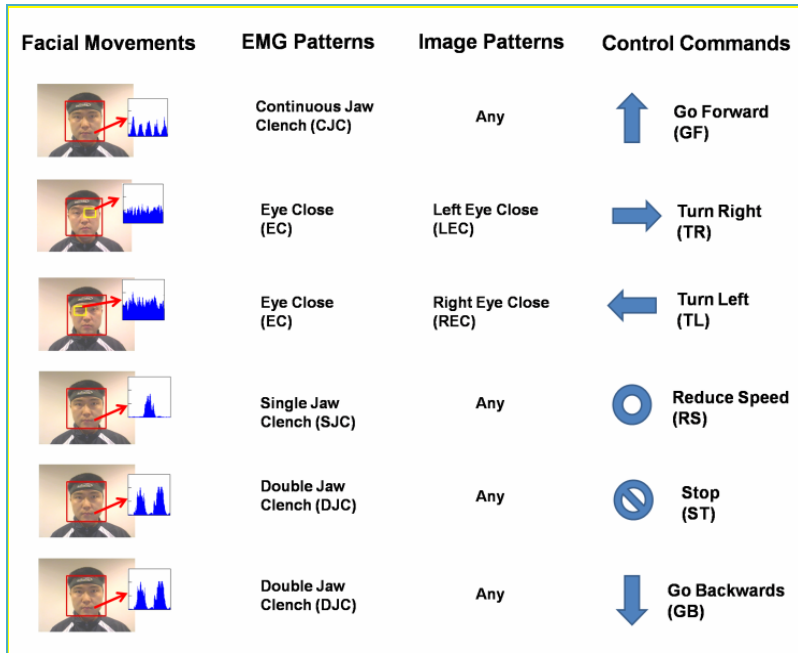 Facial Movements EMG Patterns Image Patterns Control Commands
Continuous Jaw
Clench (CJC)
Any
Go Forward
(GF)
Eye Close
(EC)
Left Eye Close
(LEC)
Turn Right
(TR)
Eye Close
(EC)
Right Eye Close
(REC)
Turn Left
(TL)
Single Jaw
Clench (SJC)
Any
Reduce Speed
(RS)
Double Jaw
Clench (DJC)
Any
Stop
(ST)
Double Jaw
Clench (DJC)
Any
Go Backwards
(GB)